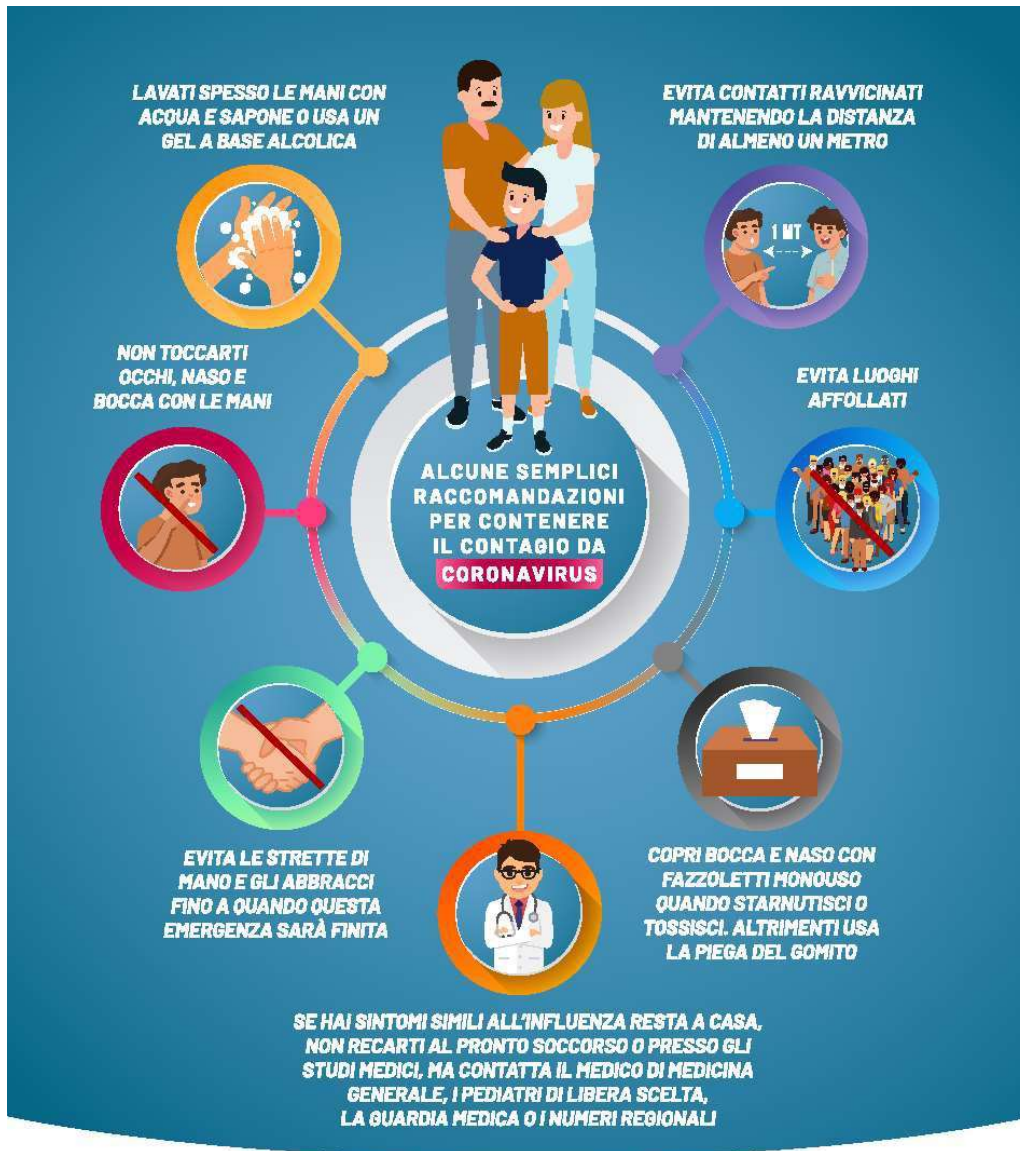 LAVATI SPESSO LE MANI CON
ACQUA E SAPONE O USA UN
GEL A BASE ALCOLICA
EVITA CONTATTI RAVVICINATI
MANTENENDO LA DISTANZA
DI ALMENO UN METRO
1 MT
NON TOCCARTI
OCCHI, NASO E
BOCCA CON LE MANI
EVITA LUOGHI
AFFOLLATI
ALCUNE SEMPLICI
RACCOMANDAZIONI
PER CONTENERE
IL CONTAGIO DA
CORONAVIRUS
EVITA LE STRETTE DI
MANO E GLI ABBRACCI
FINO A QUANDO QUESTA
EMERGENZA SARÀ FINITA
COPRI BOCCA E NASO CON
FAZZOLETTI MONOUSO
QUANDO STARNUTISCI O
TOSSISCI. ALTRIMENTI USA
LA PIEGA DEL GOMITO
SE HAI SINTOMI SIMILI ALL'INFLUENZA RESTA A CASA,
NON RECARTI AL PRONTO SOCCORSO O PRESSO GLI
STUDI MEDICI, MA CONTATTA IL MEDICO DI MEDICINA
GENERALE, I PEDIATRI DI LIBERA SCELTA,
LA GUARDIA MEDICA O I NUMERI REGIONALI